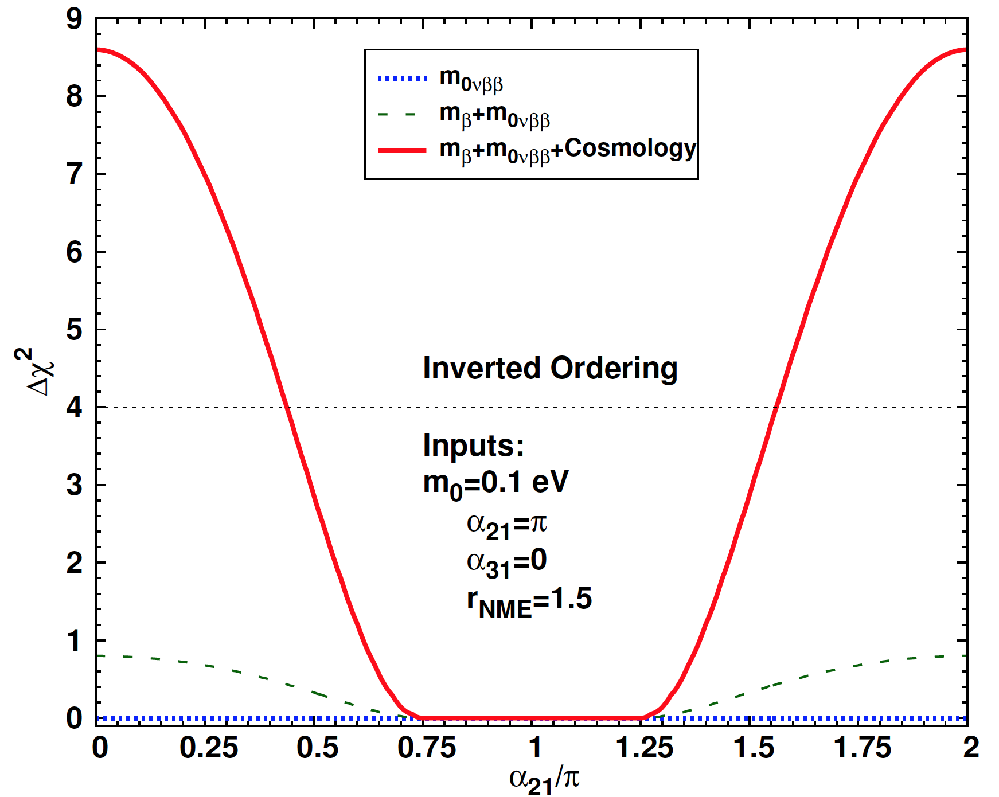 9
8
7
6
5
4
3
2
1
0
Δχ²
m₀νββ
mβ+m₀νββ
mβ+m₀νββ+Cosmology
Inverted Ordering
Inputs:
m₀=0.1 eV
α₂₁=π
α₃₁=0
rNME=1.5
0 0.25 0.5 0.75 1 1.25 1.5 1.75 2
α₂₁/π